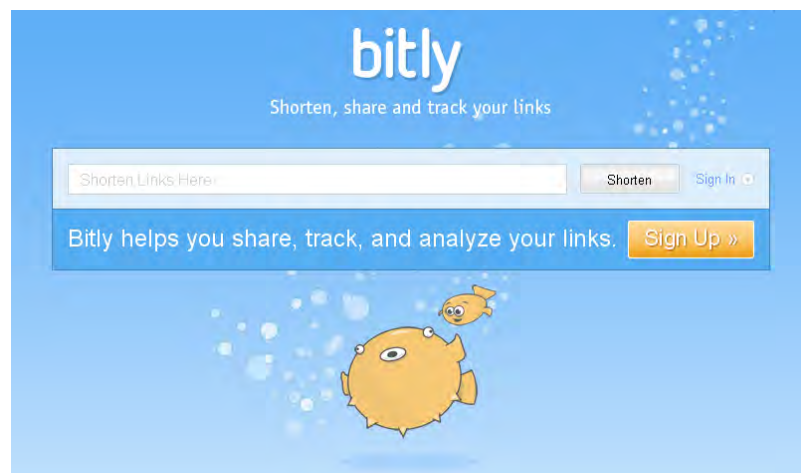 bitly
Shorten, share and track your links
Shorten Links Here
Shorten
Sign In
Bitly helps you share, track, and analyze your links.
Sign Up »